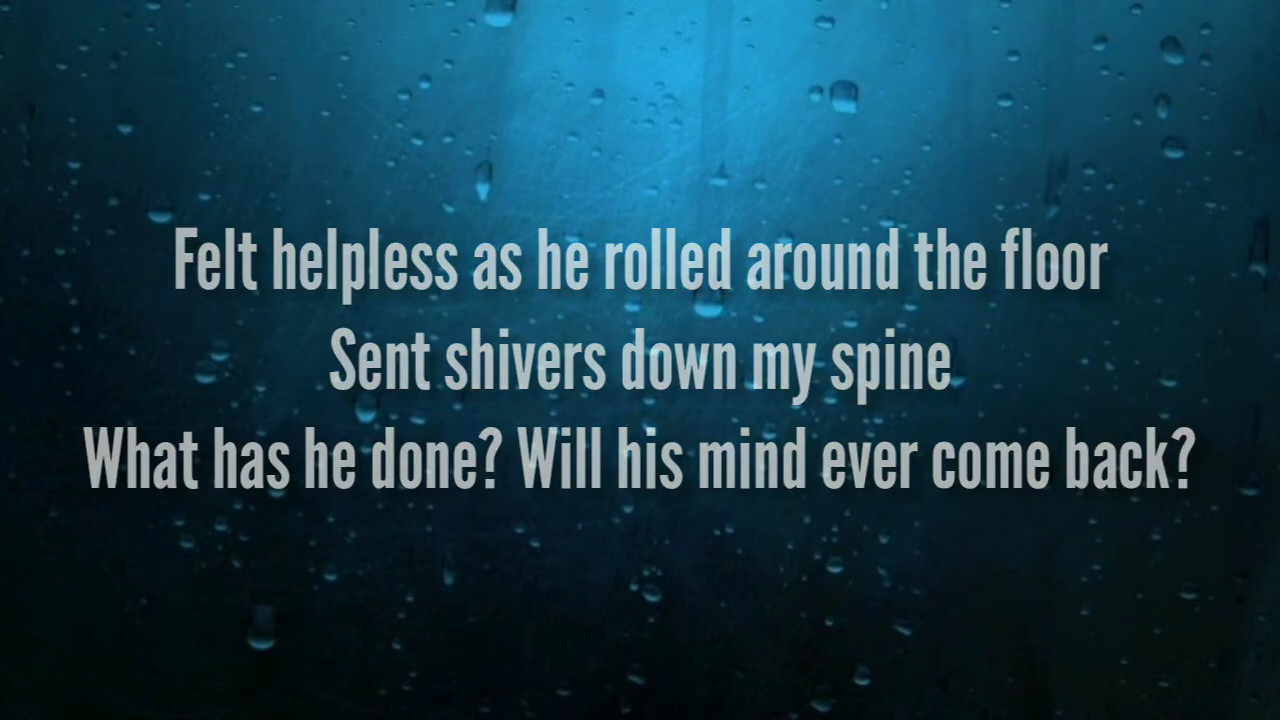 Felt helpless as he rolled around the floor
Sent shivers down my spine
What has he done? Will his mind ever come back?